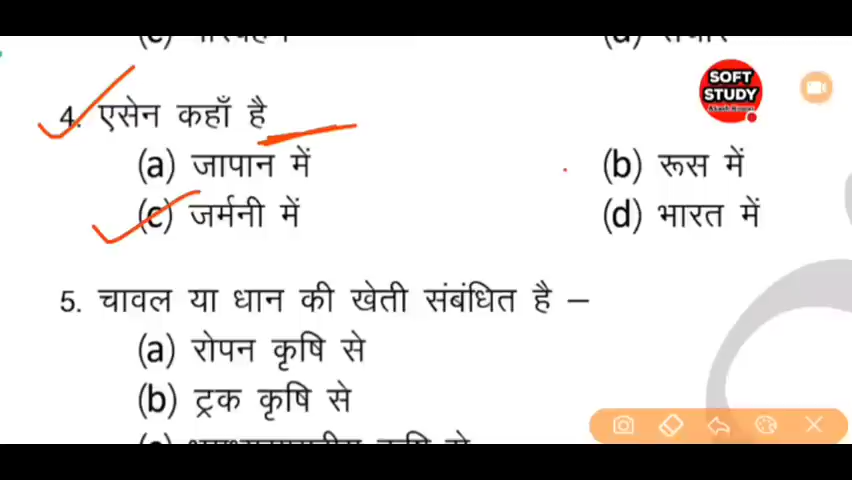 4. एसेन कहाँ है
(a) जापान में
(b) रूस में
(c) जर्मनी में
(d) भारत में
5. चावल या धान की खेती संबंधित है –
(a) रोपन कृषि से
(b) ट्रक कृषि से
SOFT
STUDY